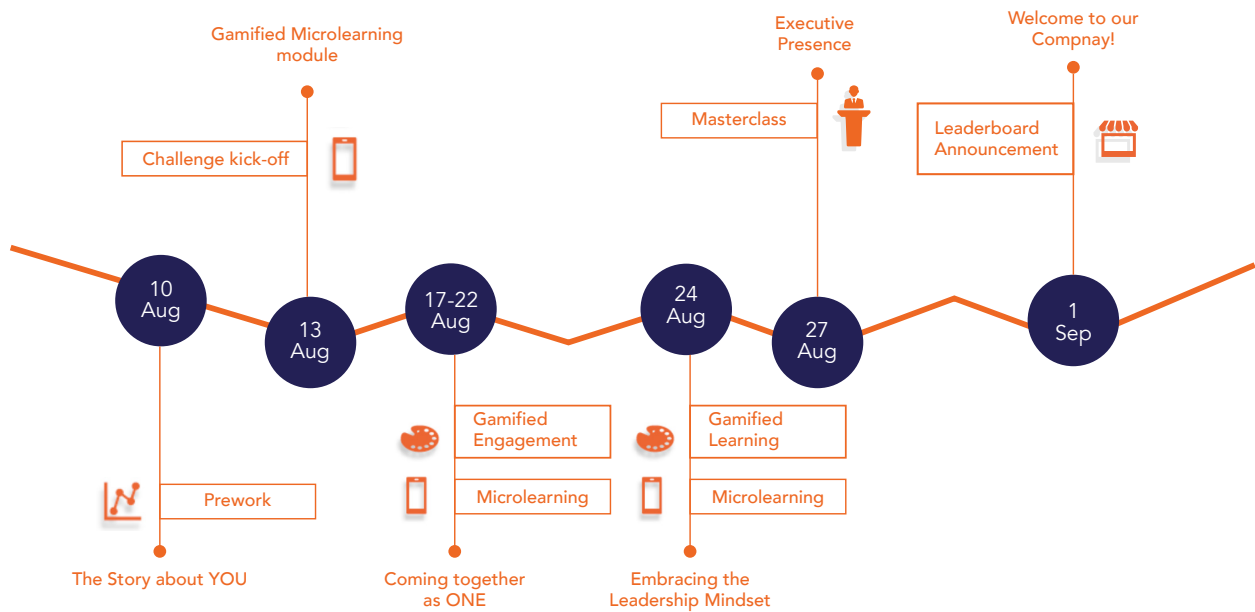 Gamified Microlearning
module
Challenge kick-off
Executive
Presence
Masterclass
Welcome to our
Compnay!
Leaderboard
Announcement
10
Aug
13
Aug
17-22
Aug
24
Aug
27
Aug
1
Sep
Prework
The Story about YOU
Gamified
Engagement
Microlearning
Coming together
as ONE
Gamified
Learning
Microlearning
Embracing the
Leadership Mindset